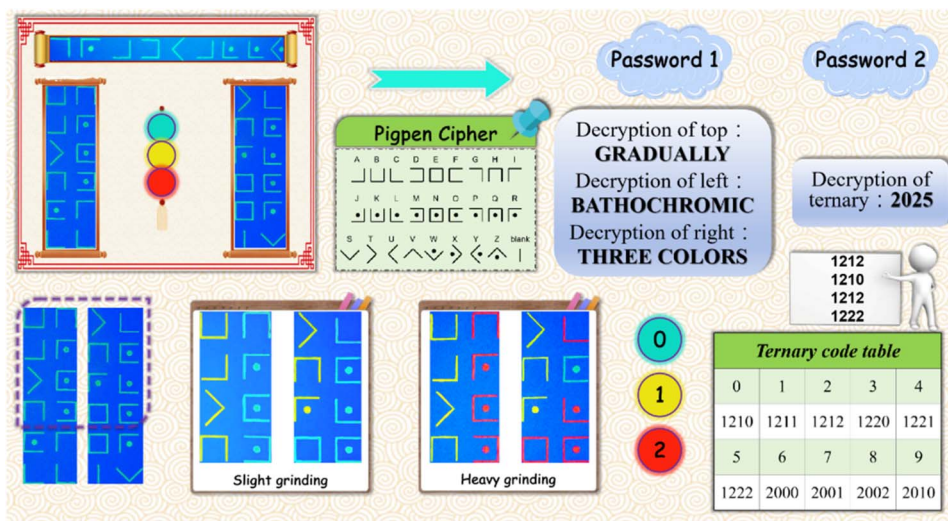 Password 1
Password 2
Pigpen Cipher
A B C D E F G H I
J K L M N O P Q R
S T U V W X Y Z blank
Decryption of top :
GRADUALLY
Decryption of left :
BATHOCHROMIC
Decryption of right :
THREE COLORS
Decryption of
ternary : 2025
1212
1210
1212
1222
Slight grinding
Heavy grinding
0
1
2
Ternary code table
0 1 2 3 4
1210 1211 1212 1220 1221
5 6 7 8 9
1222 2000 2001 2002 2010